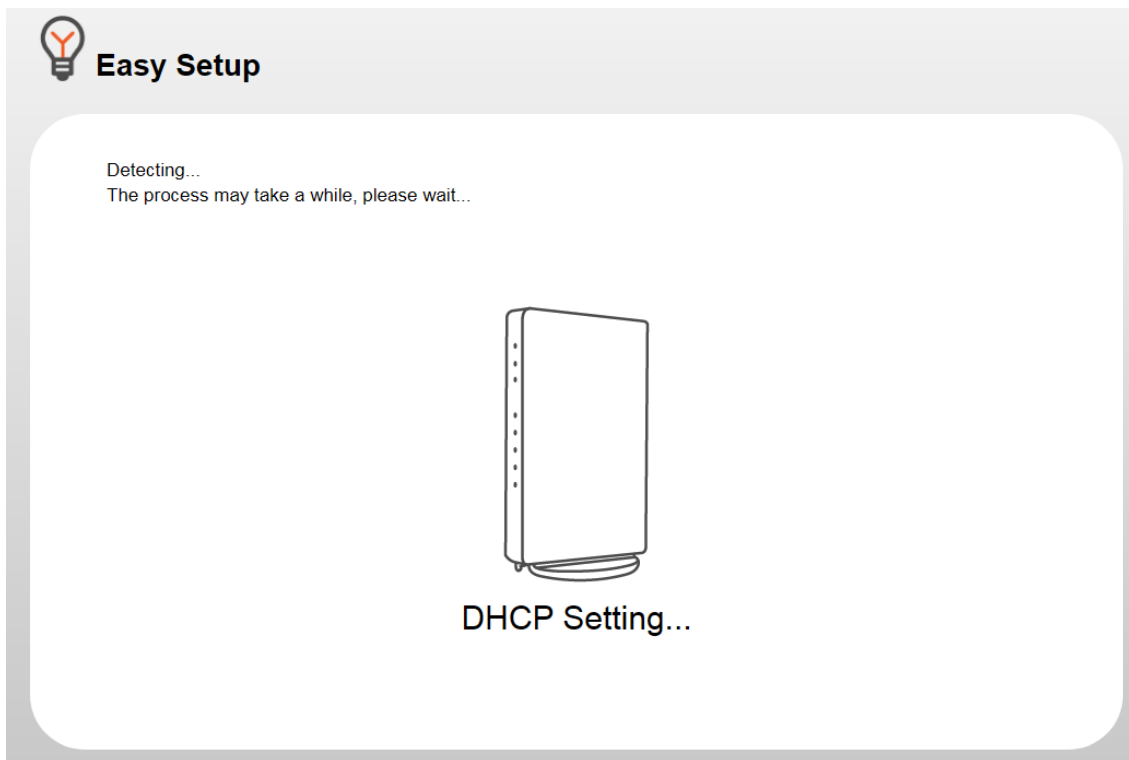 Easy Setup
Detecting...
The process may take a while, please wait...
DHCP Setting...